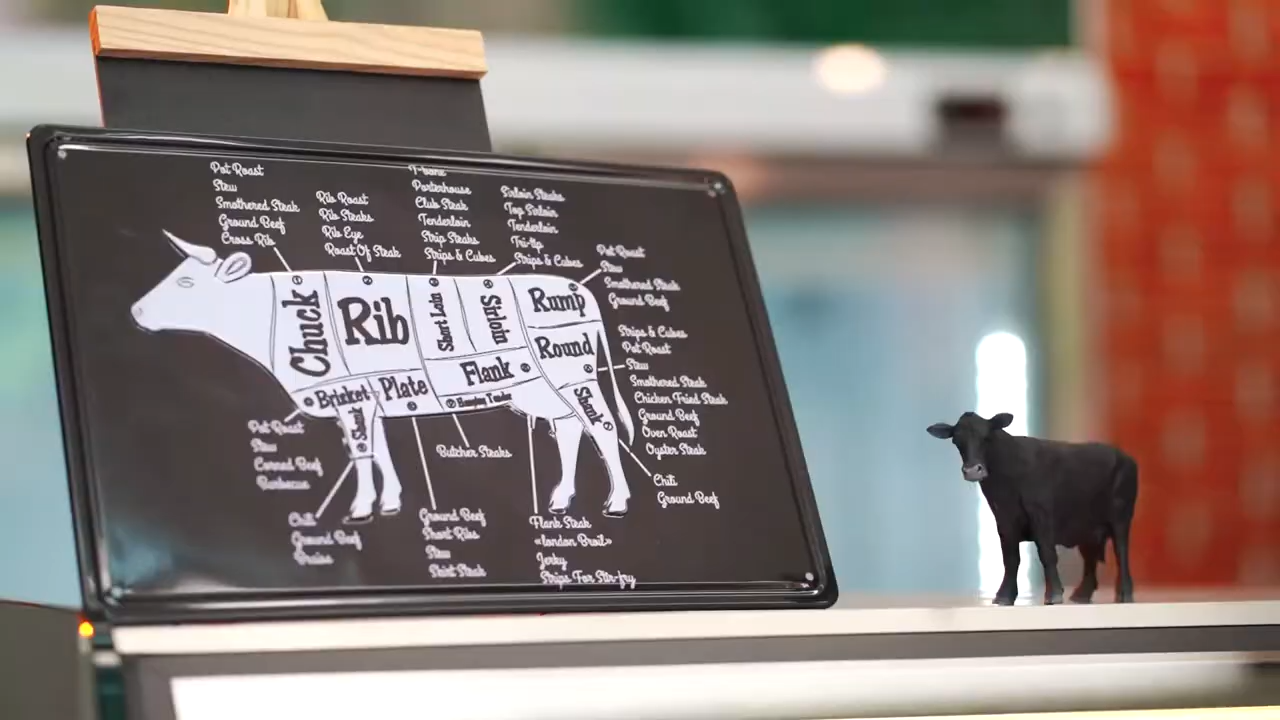 Pot Roast
Stew
Smothered Steak
Ground Beef
Cross Rib
Rib Roast
Rib Steaks
Rib Eye
Roast Of Steak
T-bone
Porterhouse
Club Steak
Tenderloin
Strip Steaks
Strips & Cubes
Sirloin Steaks
Top Sirloin
Tenderloin
Tri-tip
Strips & Cubes
Pot Roast
Stew
Smothered Steak
Ground Beef
Chuck
Rib
Short Loin
Sirloin
Rump
Round
Flank
Plate
Brisket
Shank
Shank
Strips & Cubes
Pot Roast
Stew
Smothered Steak
Chicken Fried Steak
Ground Beef
Oven Roast
Oyster Steak
Pot Roast
Stew
Corned Beef
Barbecue
Butcher Steaks
Chili
Ground Beef
Chili
Ground Beef
Braise
Ground Beef
Short Ribs
Stew
Skirt Steak
Flank Steak
«london Broil»
Jerky
Strips For Stir-fry